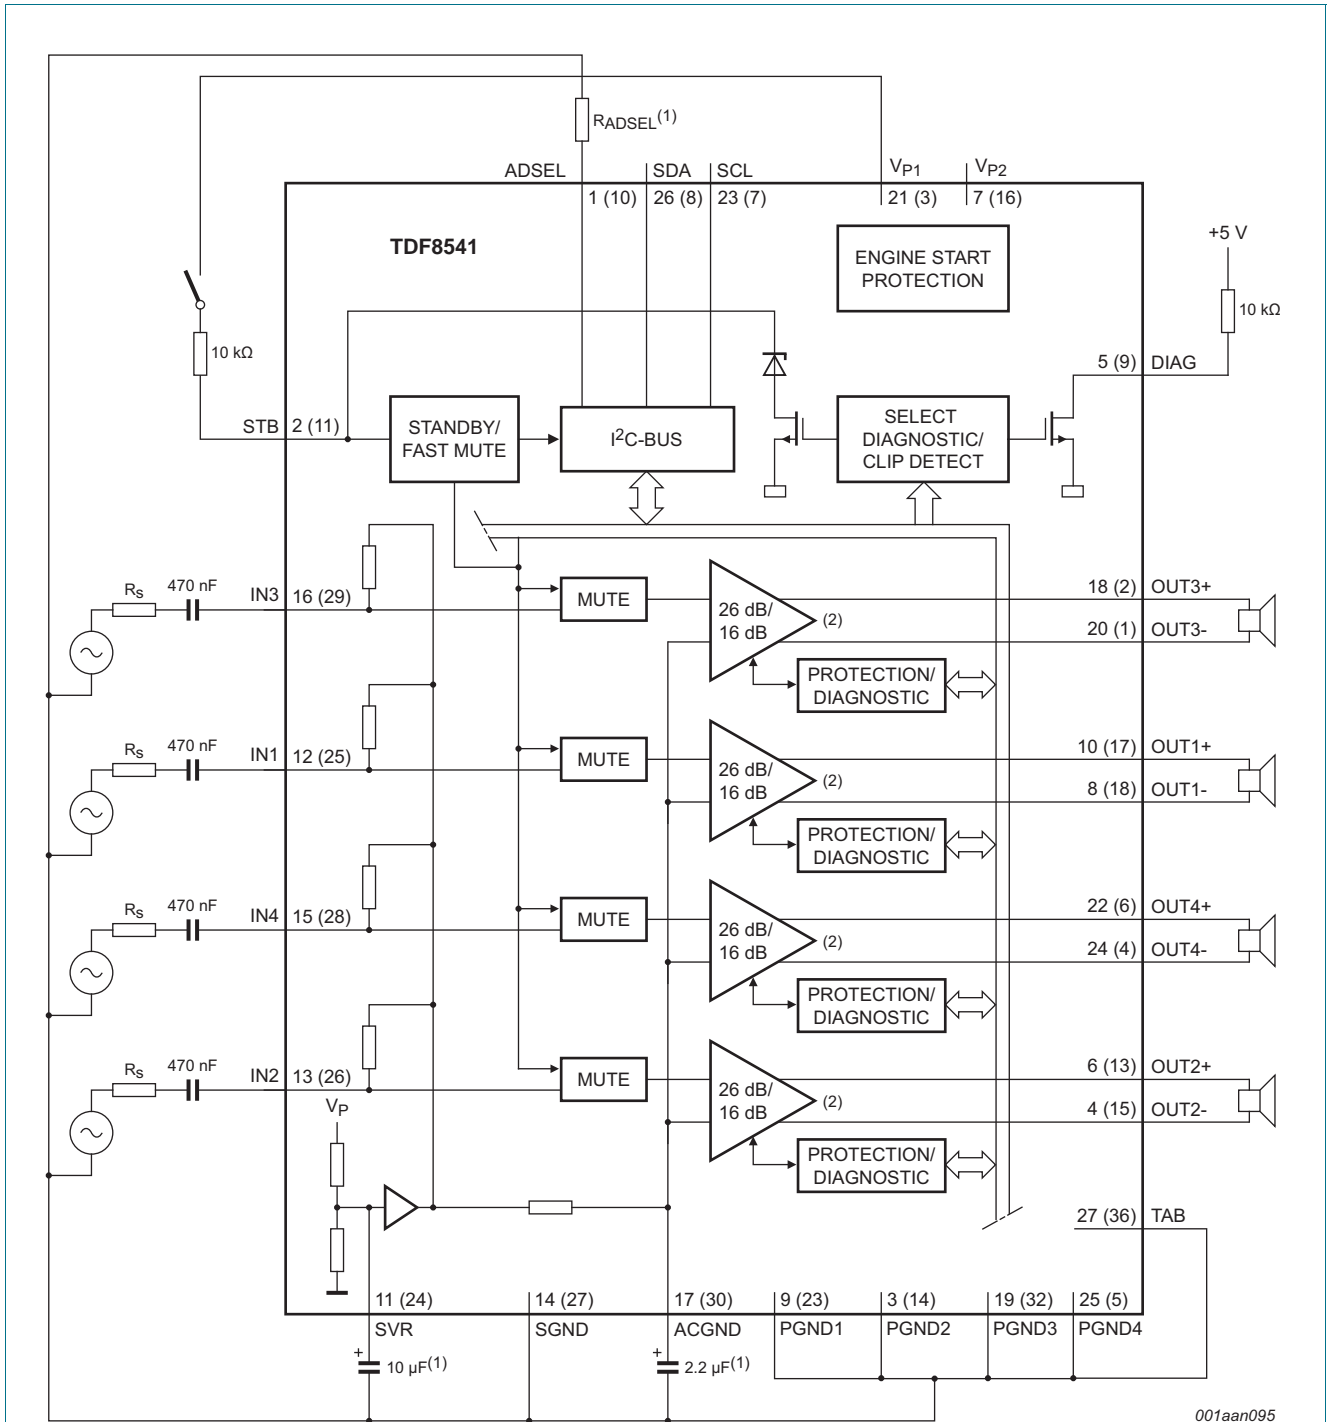 RADSEL(1)
ADSEL
SDA
SCL
VP1
VP2
1 (10)
26 (8)
23 (7)
21 (3)
7 (16)
TDF8541
ENGINE START
PROTECTION
+5 V
10 kΩ
10 kΩ
5 (9)
DIAG
STB
2 (11)
STANDBY/
FAST MUTE
I2C-BUS
SELECT
DIAGNOSTIC/
CLIP DETECT
Rs
470 nF
IN3
16 (29)
MUTE
26 dB/
16 dB
(2)
18 (2)
OUT3+
20 (1)
OUT3-
PROTECTION/
DIAGNOSTIC
Rs
470 nF
IN1
12 (25)
MUTE
26 dB/
16 dB
(2)
10 (17)
OUT1+
8 (18)
OUT1-
PROTECTION/
DIAGNOSTIC
Rs
470 nF
IN4
15 (28)
MUTE
26 dB/
16 dB
(2)
22 (6)
OUT4+
24 (4)
OUT4-
PROTECTION/
DIAGNOSTIC
Rs
470 nF
IN2
13 (26)
MUTE
26 dB/
16 dB
(2)
6 (13)
OUT2+
4 (15)
OUT2-
PROTECTION/
DIAGNOSTIC
VP
27 (36)
TAB
11 (24)
14 (27)
17 (30)
9 (23)
3 (14)
19 (32)
25 (5)
SVR
SGND
ACGND
PGND1
PGND2
PGND3
PGND4
+
10 µF(1)
+
2.2 µF(1)
001aan095